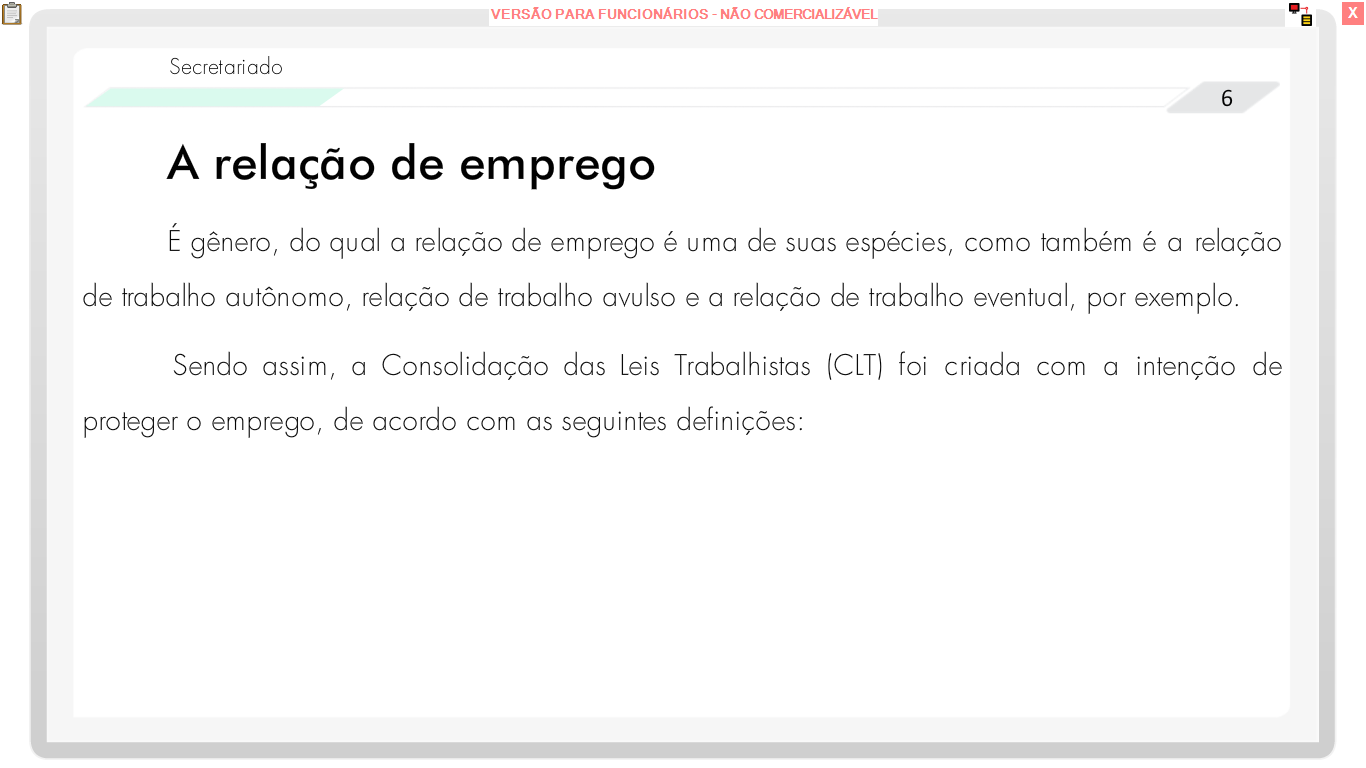 VERSÃO PARA FUNCIONÁRIOS - NÃO COMERCIALIZÁVEL
X
Secretariado
6
A relação de emprego
É gênero, do qual a relação de emprego é uma de suas espécies, como também é a relação
de trabalho autônomo, relação de trabalho avulso e a relação de trabalho eventual, por exemplo.
Sendo assim, a Consolidação das Leis Trabalhistas (CLT) foi criada com a intenção de
proteger o emprego, de acordo com as seguintes definições: